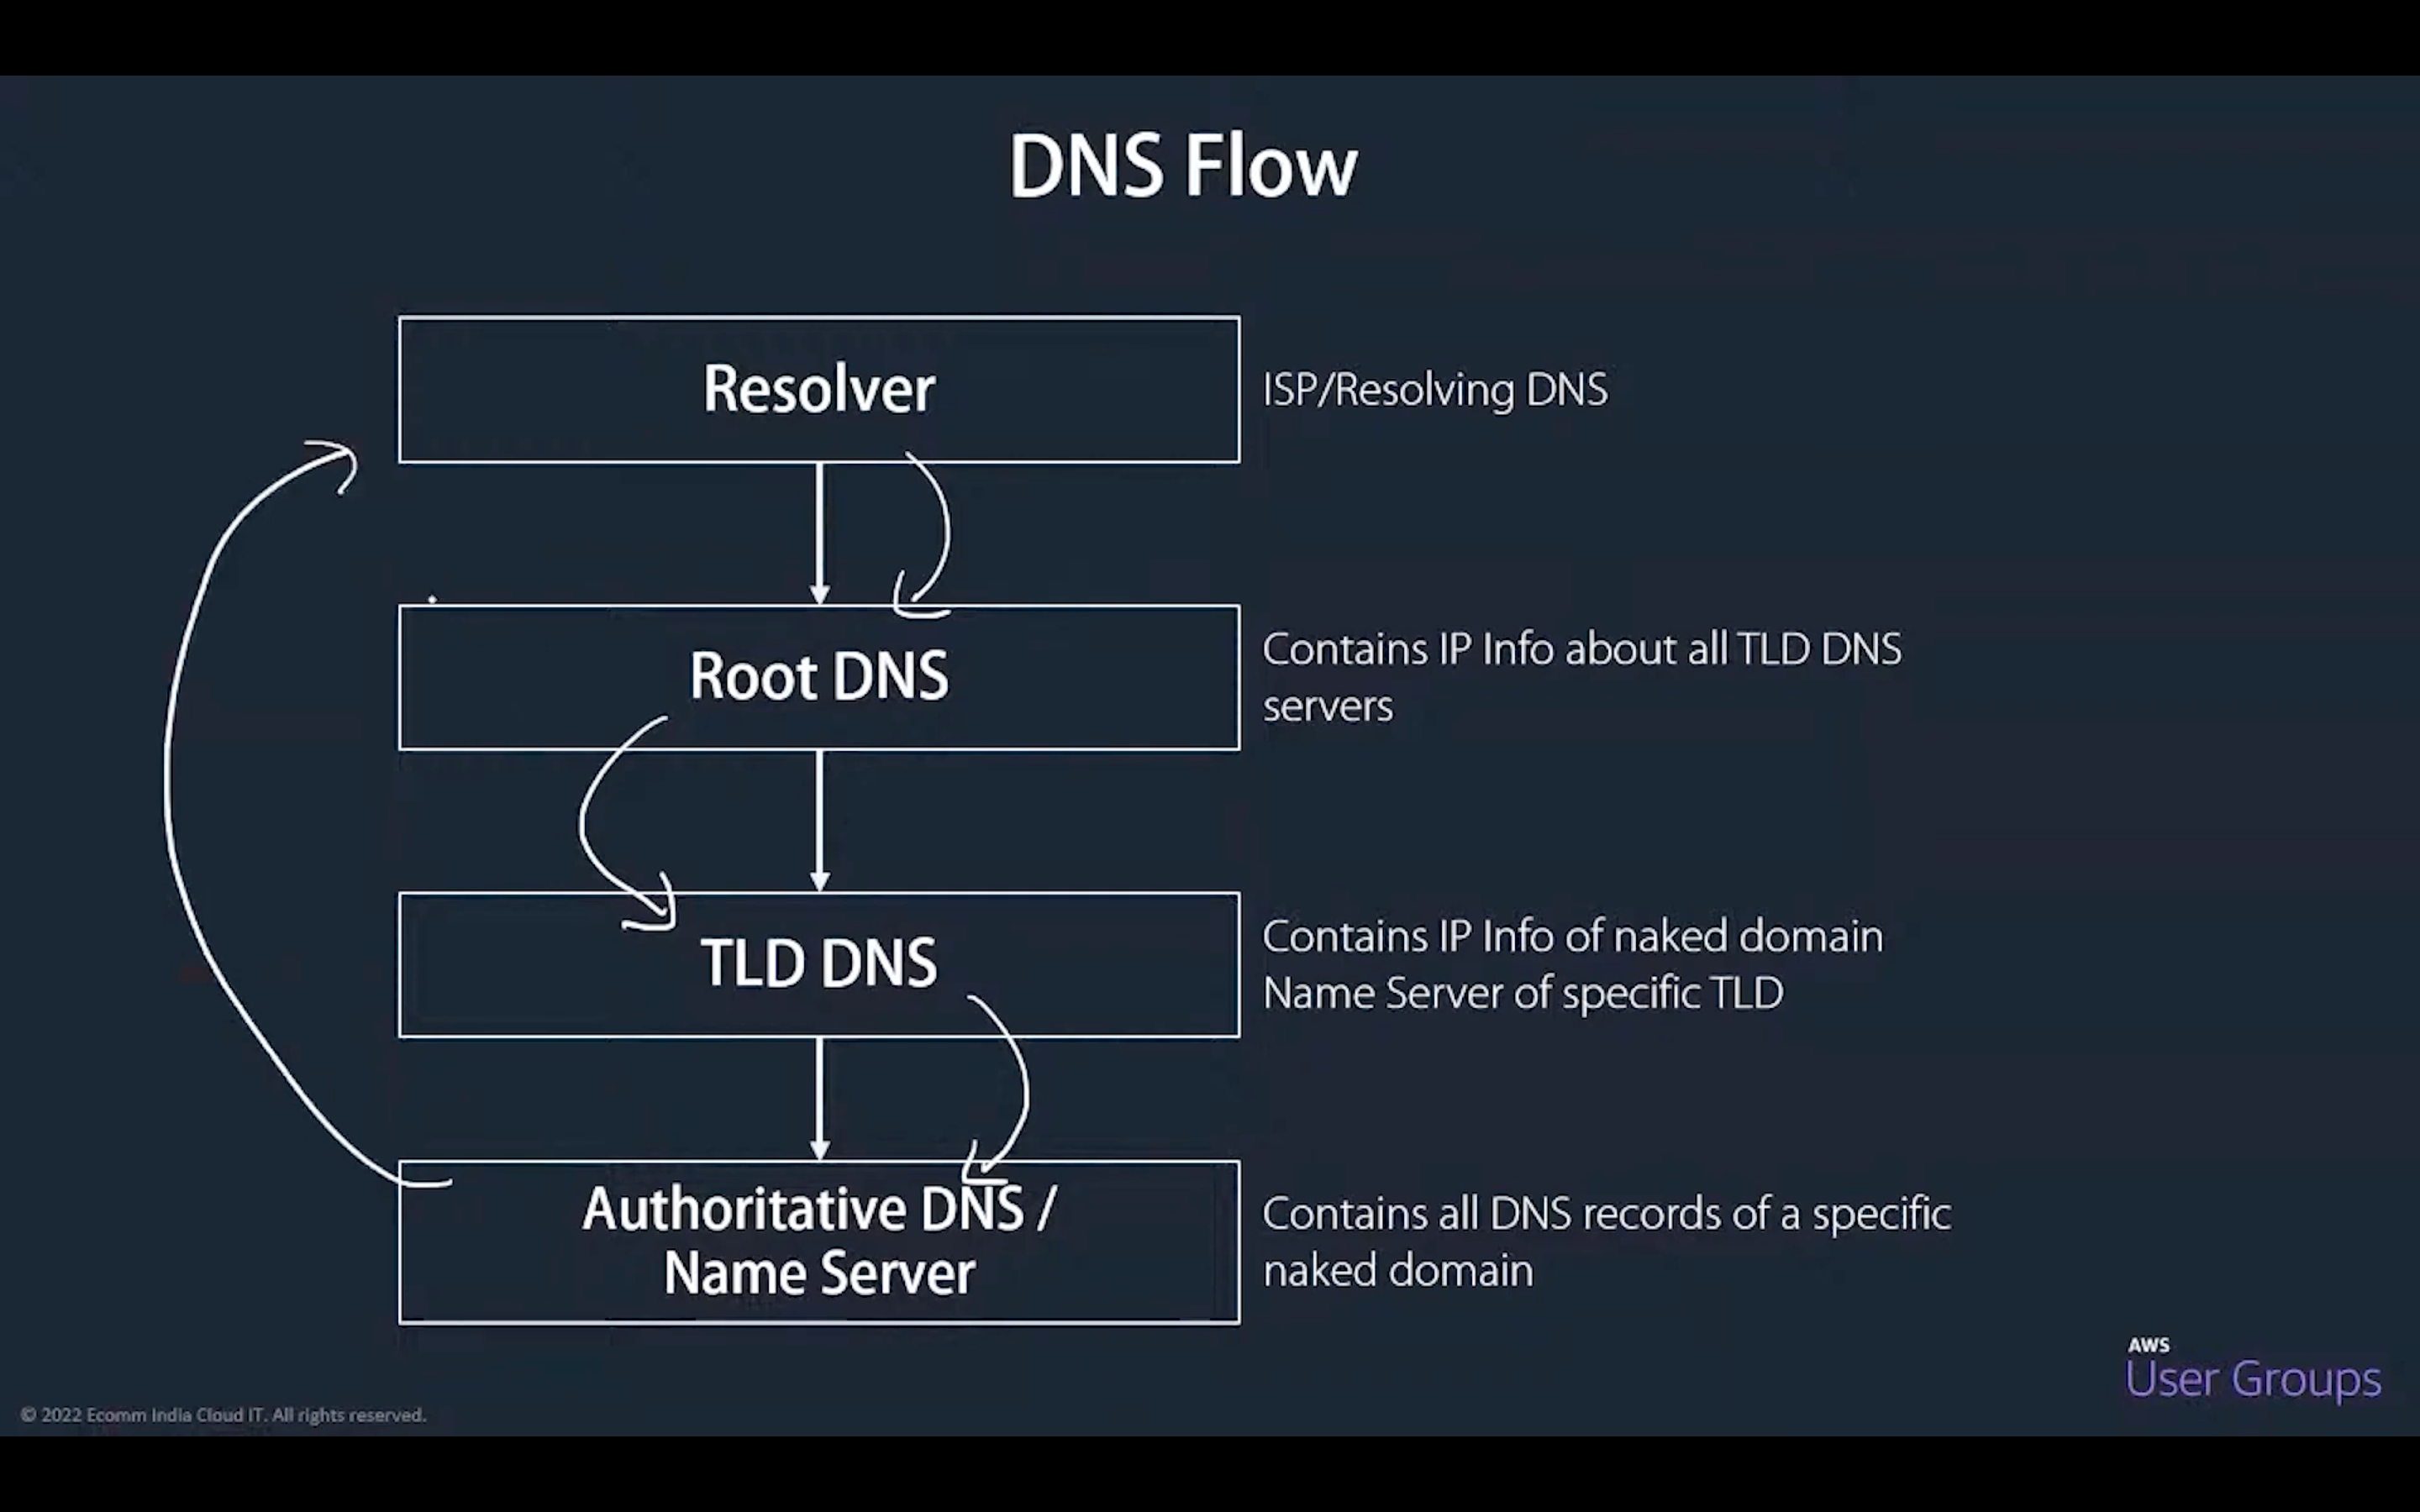 DNS Flow
Resolver
ISP/Resolving DNS
Root DNS
Contains IP Info about all TLD DNS
servers
TLD DNS
Contains IP Info of naked domain
Name Server of specific TLD
Authoritative DNS /
Name Server
Contains all DNS records of a specific
naked domain
AWS
User Groups
© 2022 Ecomm India Cloud IT. All rights reserved.